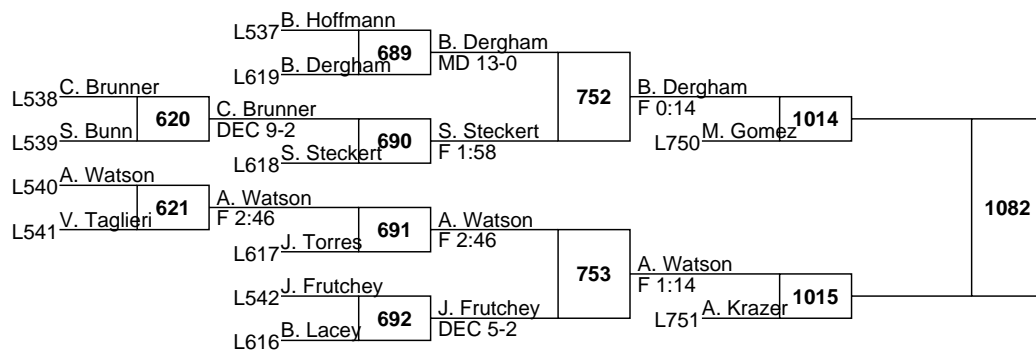 L537 B. Hoffmann
689
B. Dergham
MD 13-0
L619 B. Dergham
L538 C. Brunner
620
C. Brunner
DEC 9-2
L539 S. Bunn
690
S. Steckert
F 1:58
L618 S. Steckert
752
B. Dergham
F 0:14
1014
L750 M. Gomez
L540 A. Watson
621
A. Watson
F 2:46
L541 V. Taglieri
691
A. Watson
F 2:46
L617 J. Torres
L542 J. Frutchey
692
J. Frutchey
DEC 5-2
L616 B. Lacey
753
A. Watson
F 1:14
1015
L751 A. Krazer
1082